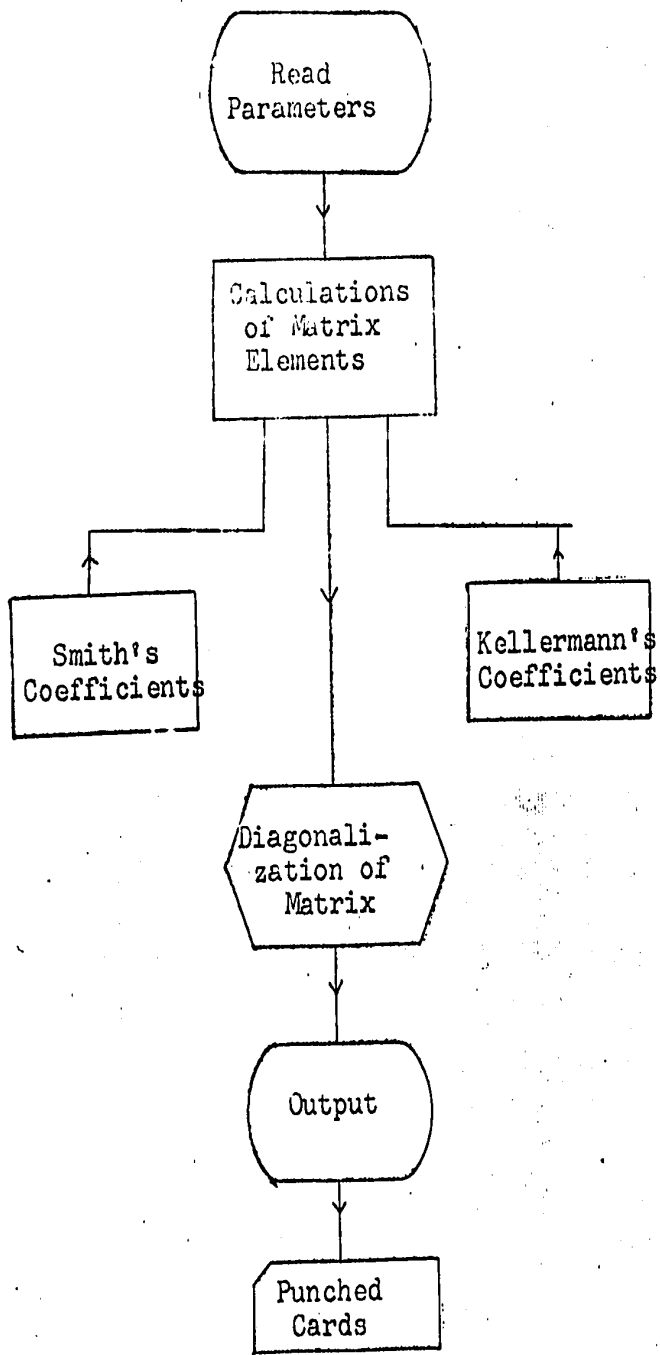 Read
Parameters
Calculations
of Matrix
Elements
Smith's
Coefficients
Kellermann's
Coefficients
Diagonali-
zation of
Matrix
Output
Punched
Cards